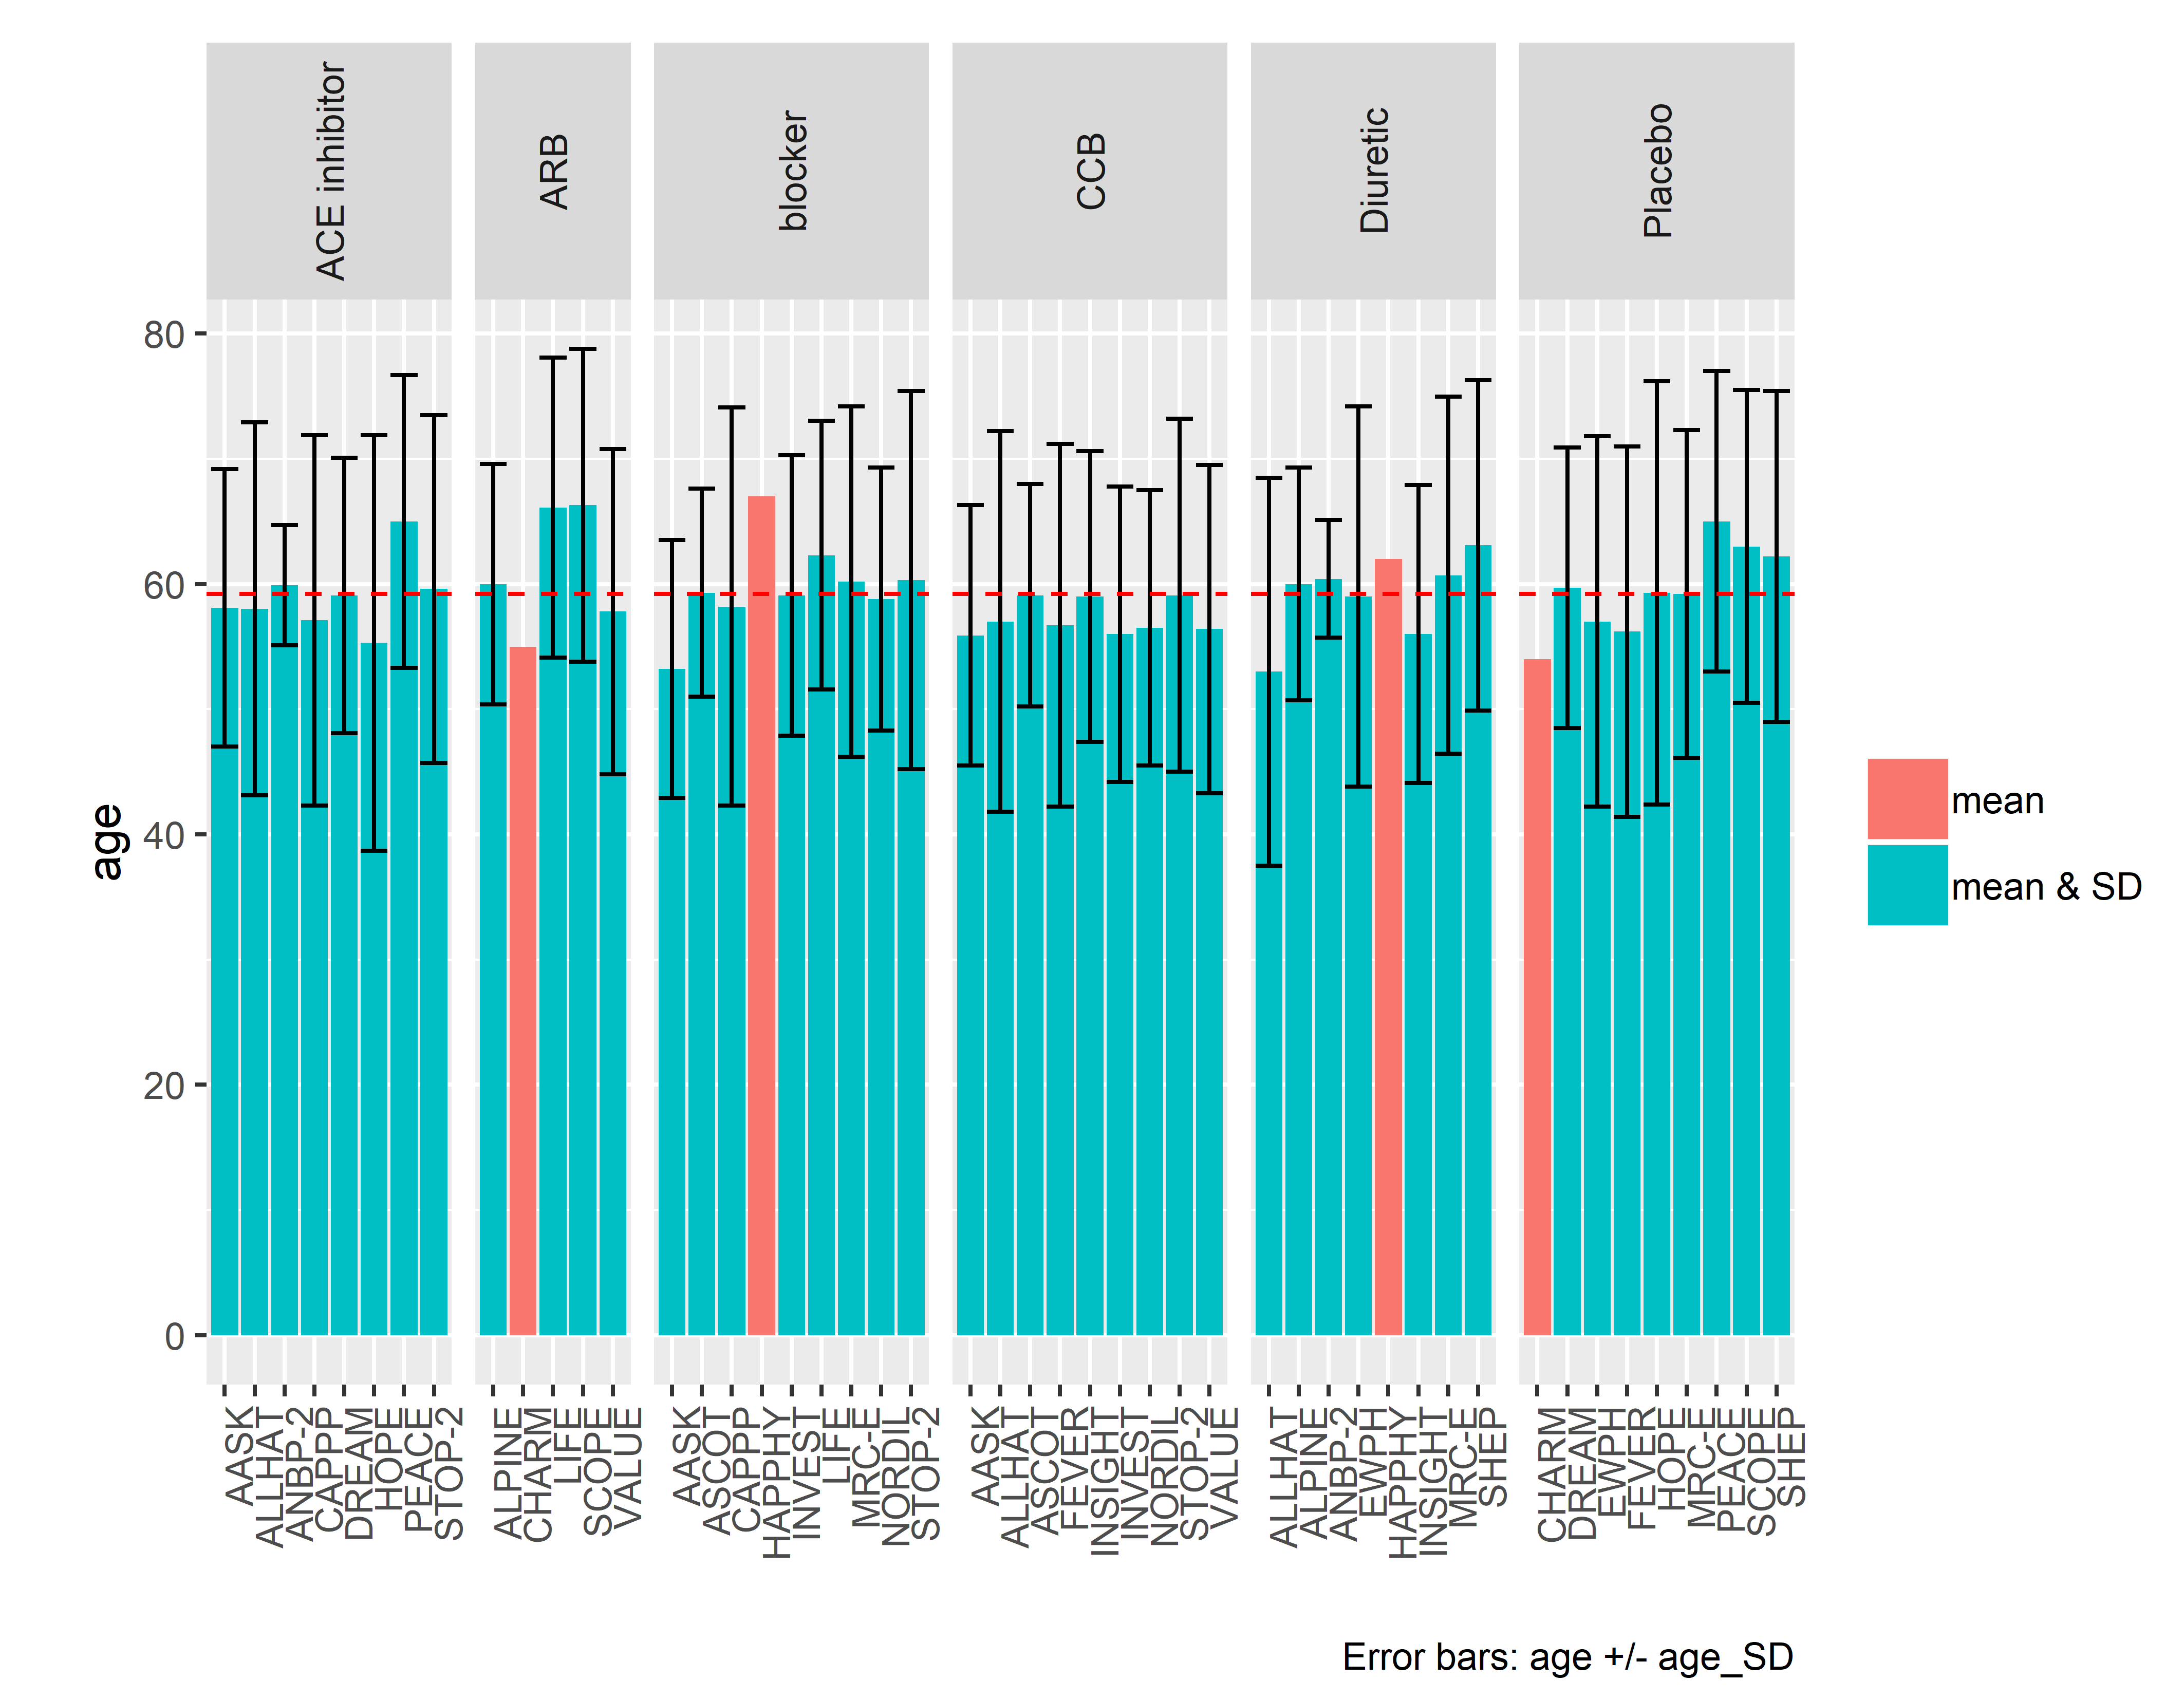 ACE inhibitor
ARB
blocker
CCB
Diuretic
Placebo
80
60
40
20
0
age
mean
mean & SD
AASK
ALLHAT
ANBP-2
CAPPP
DREAM
HOPE
PEACE
STOP-2
ALPINE
CHARM
LIFE
SCOPE
VALUE
AASK
ASCOT
CAPPP
HAPPHY
INVEST
LIFE
MRC-E
NORDIL
STOP-2
AASK
ALLHAT
ASCOT
FEVER
INSIGHT
INVEST
NORDIL
STOP-2
VALUE
ALLHAT
ALPINE
ANBP-2
EWPH
HAPPHY
INSIGHT
MRC-E
SHEP
CHARM
DREAM
EWPH
FEVER
HOPE
MRC-E
PEACE
SCOPE
SHEP
Error bars: age +/- age_SD